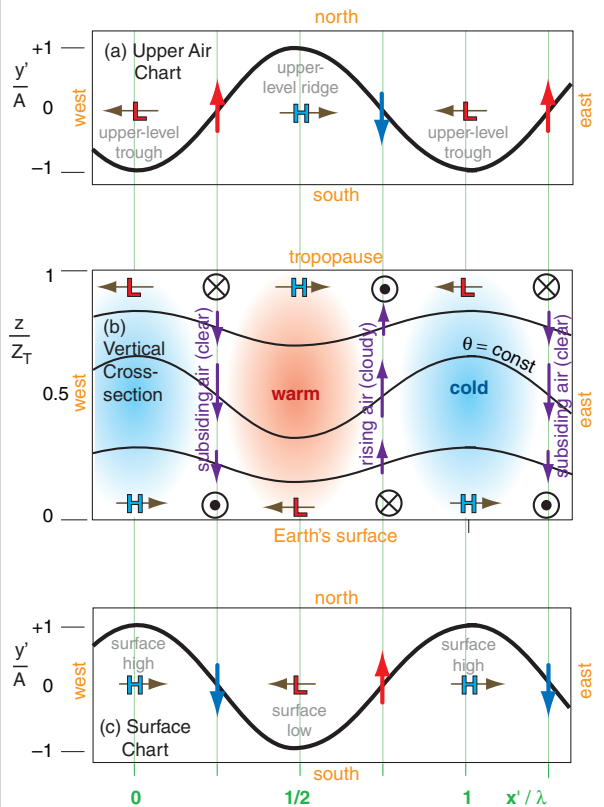 north
(a) Upper Air
Chart
y'
A
+1
0
–1
west
east
L
upper-level
trough
upper-
level ridge
H
L
upper-level
trough
south
tropopause
1
L
H
L
z
Z_T
(b)
Vertical
Cross-
section
0.5
west
east
subsiding air (clear)
warm
rising air (cloudy)
θ = const
cold
subsiding air (clear)
H
L
H
0
Earth's surface
north
y'
A
+1
0
–1
west
east
surface
high
H
L
surface
low
surface
high
H
(c) Surface
Chart
south
0
1/2
1
x' / λ